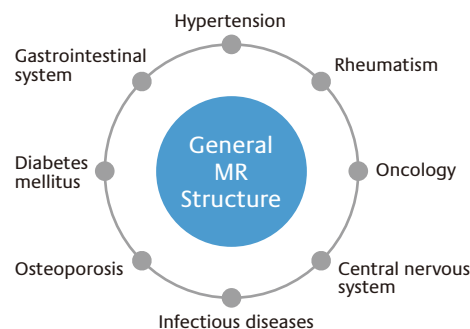 Hypertension
Gastrointestinal
system
Rheumatism
General
MR
Structure
Diabetes
mellitus
Oncology
Osteoporosis
Central nervous
system
Infectious diseases